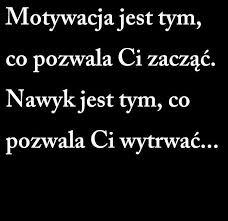 Motywacja jest tym,
co pozwala Ci zacząć.
Nawyk jest tym, co
pozwala Ci wytrwać...